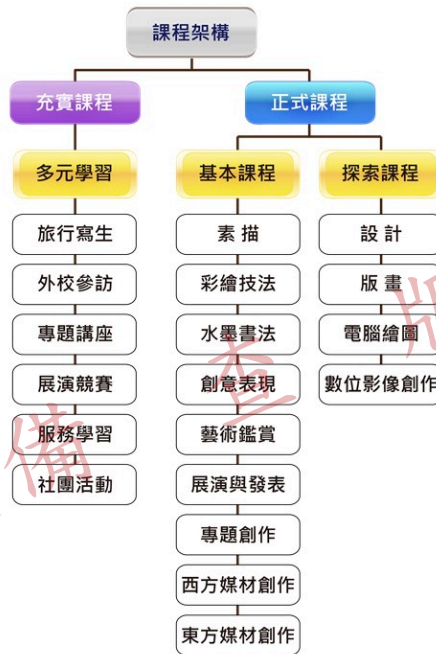 課程架構
充實課程
正式課程
多元學習
基本課程
探索課程
旅行寫生
素描
設計
外校參訪
彩繪技法
版畫
專題講座
水墨書法
電腦繪圖
展演競賽
創意表現
數位影像創作
服務學習
藝術鑑賞
社團活動
展演與發表
專題創作
西方媒材創作
東方媒材創作
備查版